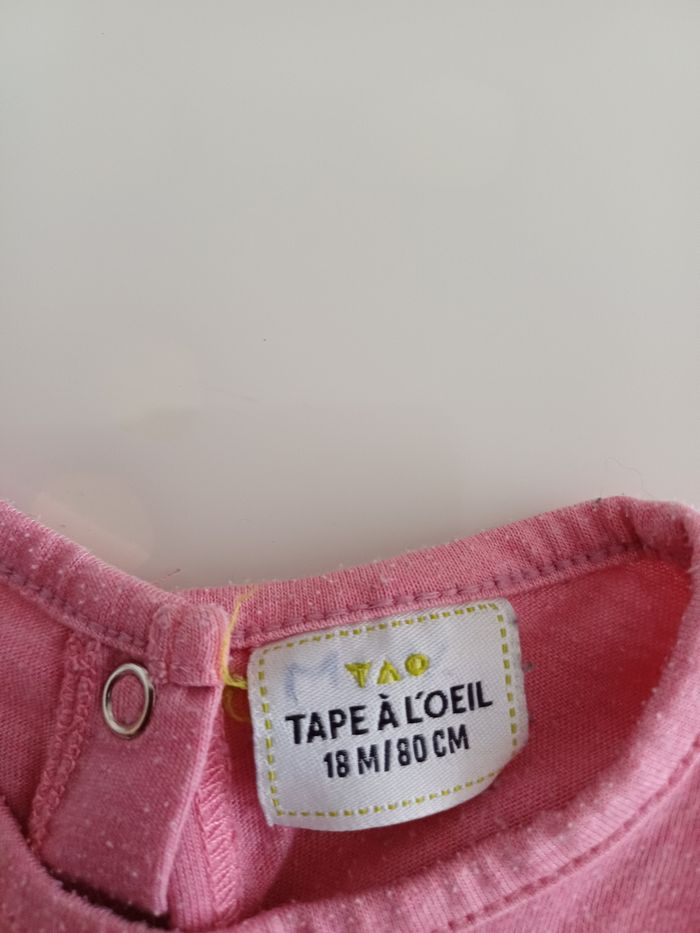 TAO
TAPE À L'OEIL
18 M/80 CM